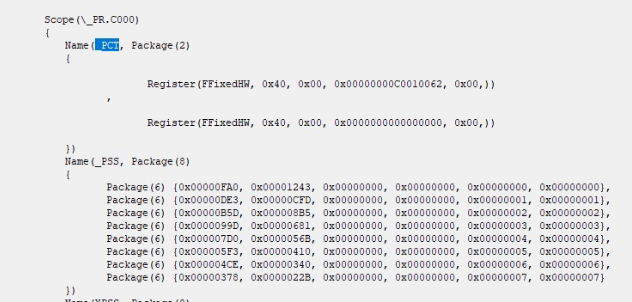 Scope(\_PR.C000)
{
Name(_PCT, Package(2)
{
Register(FFixedHW, 0x40, 0x00, 0x00000000C0010062, 0x00,))
,
Register(FFixedHW, 0x40, 0x00, 0x0000000000000000, 0x00,))
})
Name(_PSS, Package(8)
{
Package(6) {0x00000FA0, 0x00001243, 0x00000000, 0x00000000, 0x00000000, 0x00000000},
Package(6) {0x00000DE3, 0x00000CFD, 0x00000000, 0x00000000, 0x00000001, 0x00000001},
Package(6) {0x00000B5D, 0x000008B5, 0x00000000, 0x00000000, 0x00000002, 0x00000002},
Package(6) {0x0000099D, 0x00000681, 0x00000000, 0x00000000, 0x00000003, 0x00000003},
Package(6) {0x000007D0, 0x0000056B, 0x00000000, 0x00000000, 0x00000004, 0x00000004},
Package(6) {0x000005F3, 0x00000410, 0x00000000, 0x00000000, 0x00000005, 0x00000005},
Package(6) {0x000004CE, 0x00000340, 0x00000000, 0x00000000, 0x00000006, 0x00000006},
Package(6) {0x00000378, 0x0000022B, 0x00000000, 0x00000000, 0x00000007, 0x00000007}
})